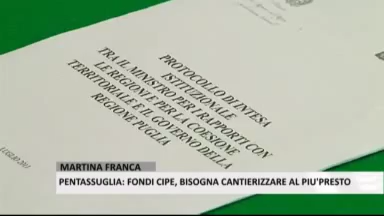 PROTOCOLLO DI INTESA
ISTITUZIONALE
TRA IL MINISTRO PER I RAPPORTI CON
LE REGIONI E PER LA COESIONE
TERRITORIALE E IL GOVERNO DELLA
REGIONE PUGLIA
MARTINA FRANCA
PENTASSUGLIA: FONDI CIPE, BISOGNA CANTIERIZZARE AL PIU'PRESTO